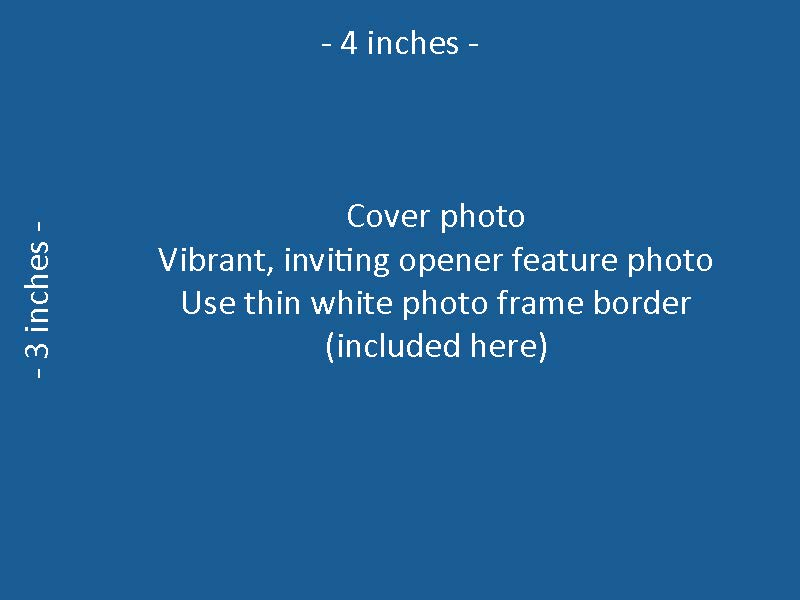 - 4 inches -
- 3 inches -
Cover photo
Vibrant, inviting opener feature photo
Use thin white photo frame border
(included here)